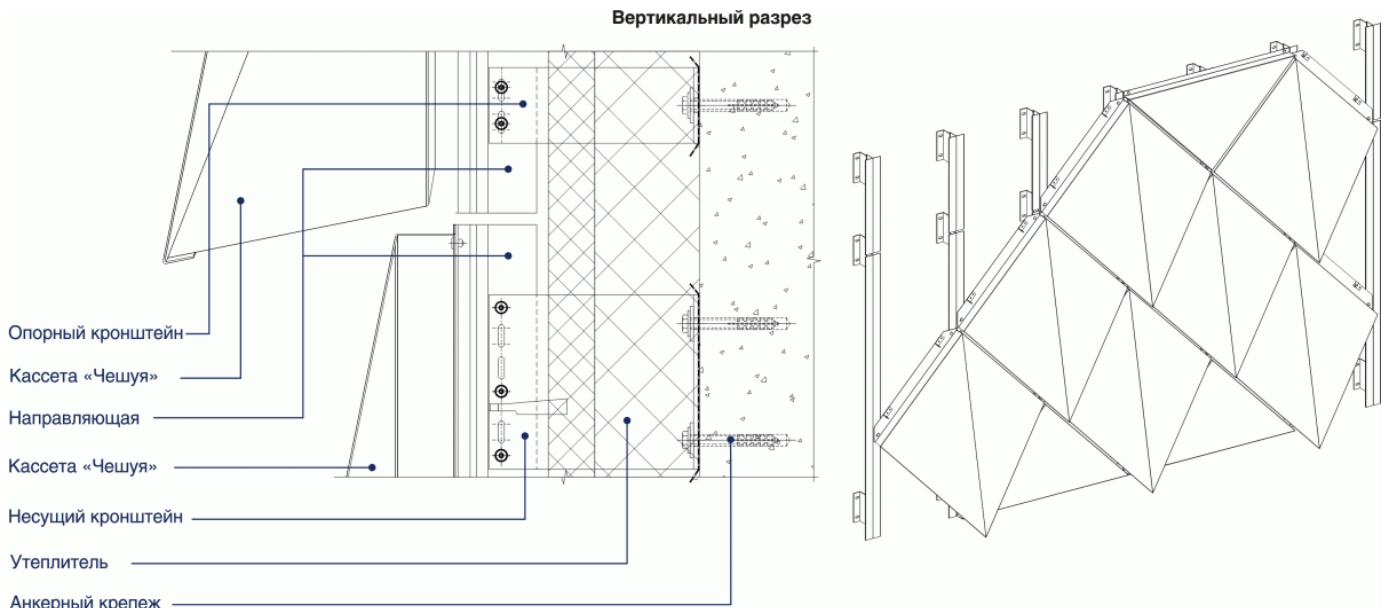 Вертикальный разрез
Опорный кронштейн
Кассета «Чешуя»
Направляющая
Кассета «Чешуя»
Несущий кронштейн
Утеплитель
Анкерный крепеж